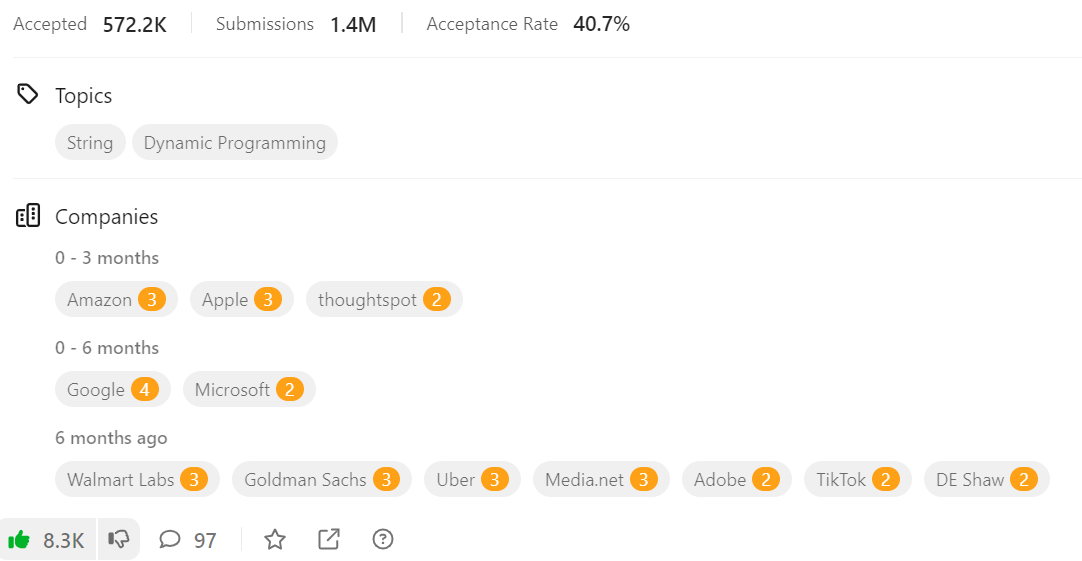 Accepted 572.2K Submissions 1.4M Acceptance Rate 40.7%
Topics
String Dynamic Programming
Companies
0 - 3 months
Amazon 3 Apple 3 thoughtspot 2
0 - 6 months
Google 4 Microsoft 2
6 months ago
Walmart Labs 3 Goldman Sachs 3 Uber 3 Media.net 3 Adobe 2 TikTok 2 DE Shaw 2
8.3K 97